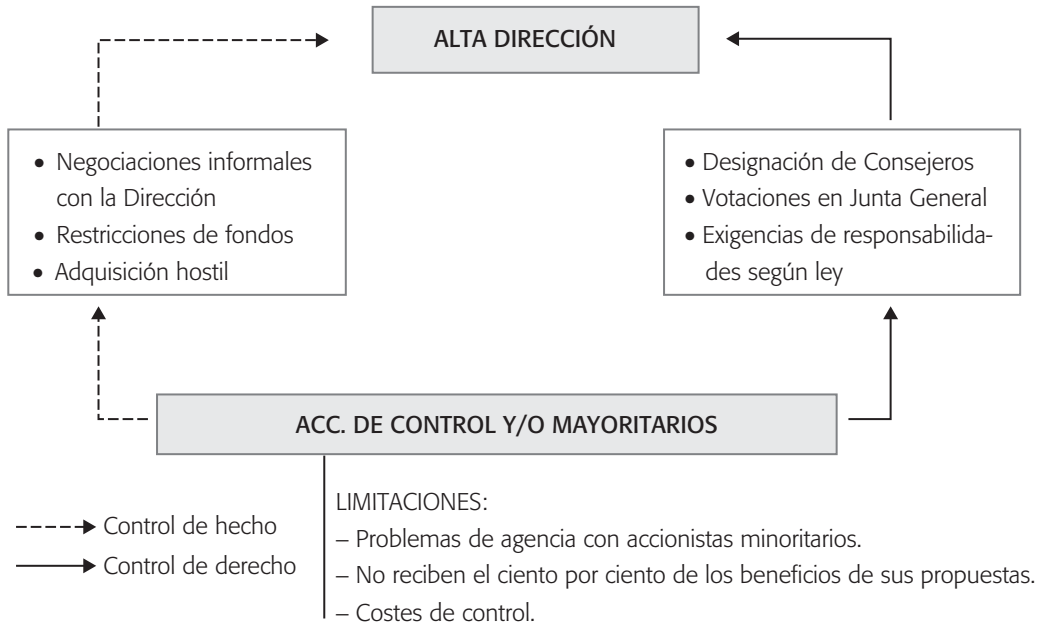 ALTA DIRECCIÓN
• Negociaciones informales
con la Dirección
• Restricciones de fondos
• Adquisición hostil
• Designación de Consejeros
• Votaciones en Junta General
• Exigencias de responsabilida-
des según ley
ACC. DE CONTROL Y/O MAYORITARIOS
Control de hecho
Control de derecho
LIMITACIONES:
– Problemas de agencia con accionistas minoritarios.
– No reciben el ciento por ciento de los beneficios de sus propuestas.
– Costes de control.